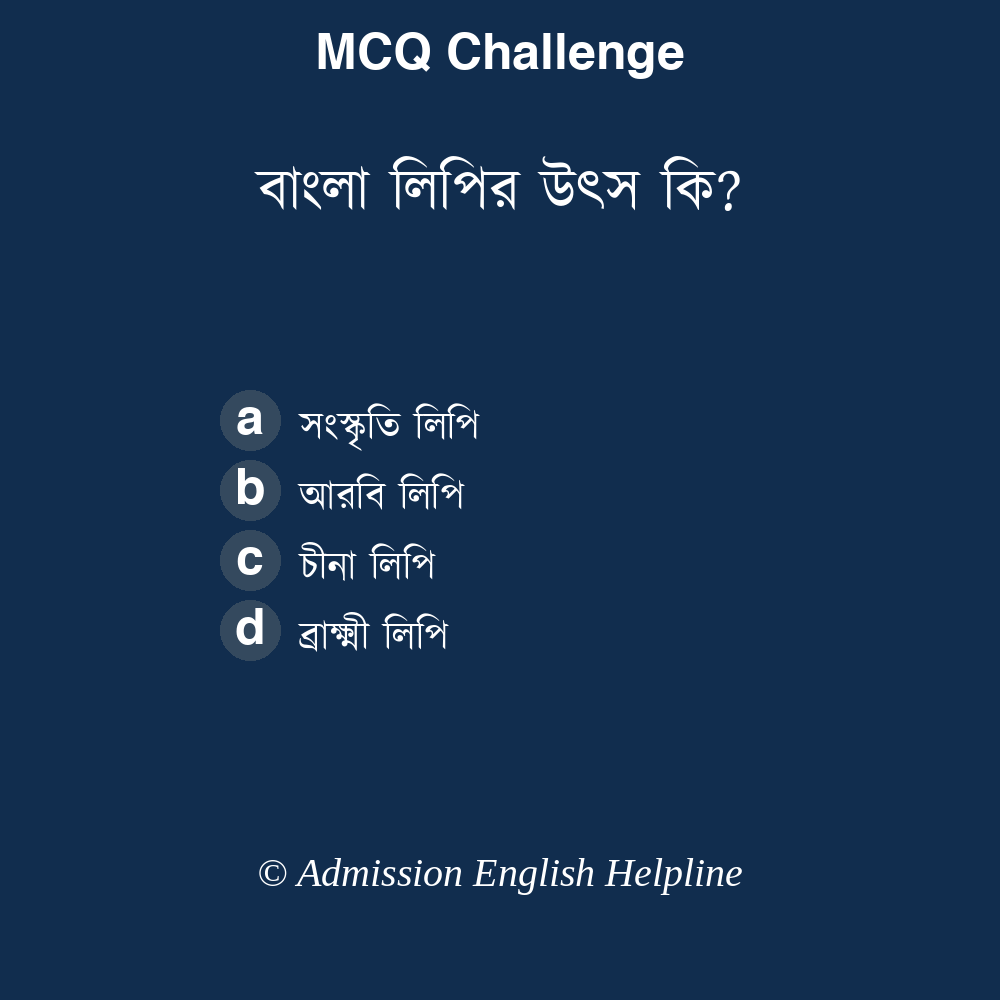 MCQ Challenge
বাংলা লিপির উৎস কি?
a সংস্কৃতি লিপি
b আরবি লিপি
c চীনা লিপি
d ব্রাক্ষ্মী লিপি
© Admission English Helpline